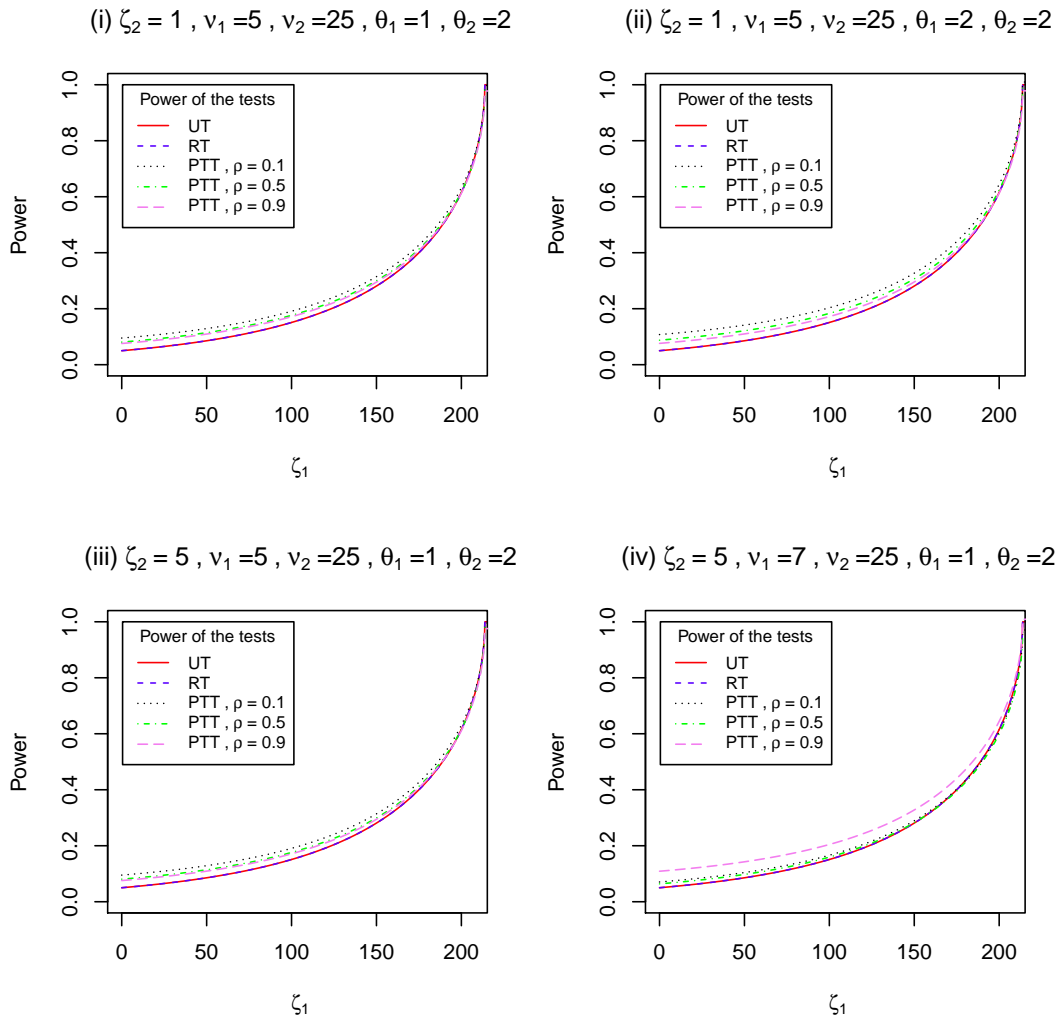 (i) ζ₂ = 1 , ν₁ =5 , ν₂ =25 , θ₁ =1 , θ₂ =2
Power
1.0
0.8
0.6
0.4
0.2
0.0
Power of the tests
UT
RT
PTT , ρ = 0.1
PTT , ρ = 0.5
PTT , ρ = 0.9
0 50 100 150 200
ζ₁
(ii) ζ₂ = 1 , ν₁ =5 , ν₂ =25 , θ₁ =2 , θ₂ =2
Power
1.0
0.8
0.6
0.4
0.2
0.0
Power of the tests
UT
RT
PTT , ρ = 0.1
PTT , ρ = 0.5
PTT , ρ = 0.9
0 50 100 150 200
ζ₁
(iii) ζ₂ = 5 , ν₁ =5 , ν₂ =25 , θ₁ =1 , θ₂ =2
Power
1.0
0.8
0.6
0.4
0.2
0.0
Power of the tests
UT
RT
PTT , ρ = 0.1
PTT , ρ = 0.5
PTT , ρ = 0.9
0 50 100 150 200
ζ₁
(iv) ζ₂ = 5 , ν₁ =7 , ν₂ =25 , θ₁ =1 , θ₂ =2
Power
1.0
0.8
0.6
0.4
0.2
0.0
Power of the tests
UT
RT
PTT , ρ = 0.1
PTT , ρ = 0.5
PTT , ρ = 0.9
0 50 100 150 200
ζ₁